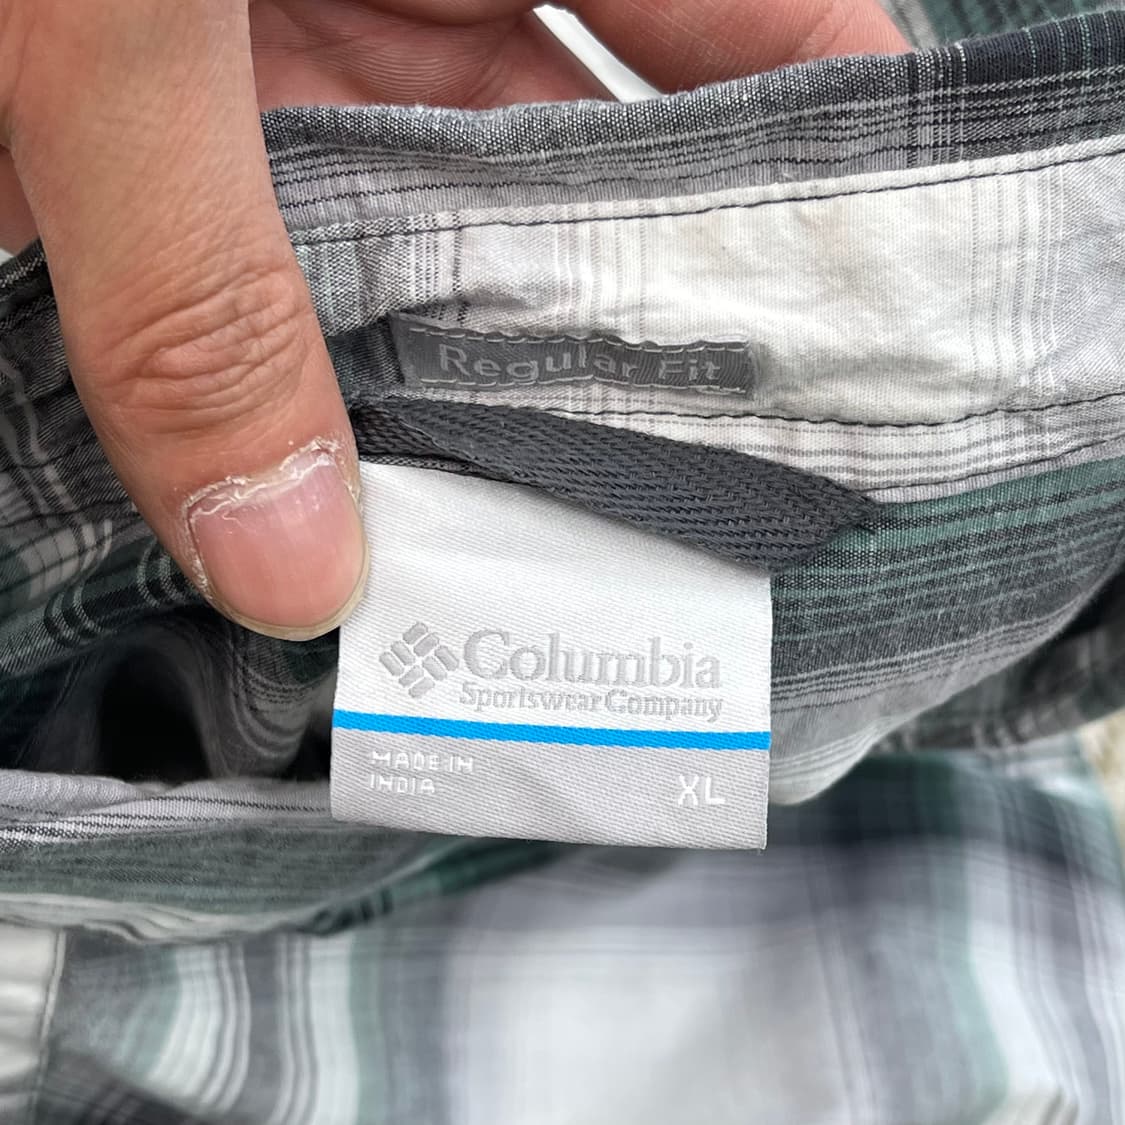 Regular Fit
Columbia
Sportswear Company
MADE IN
INDIA
XL